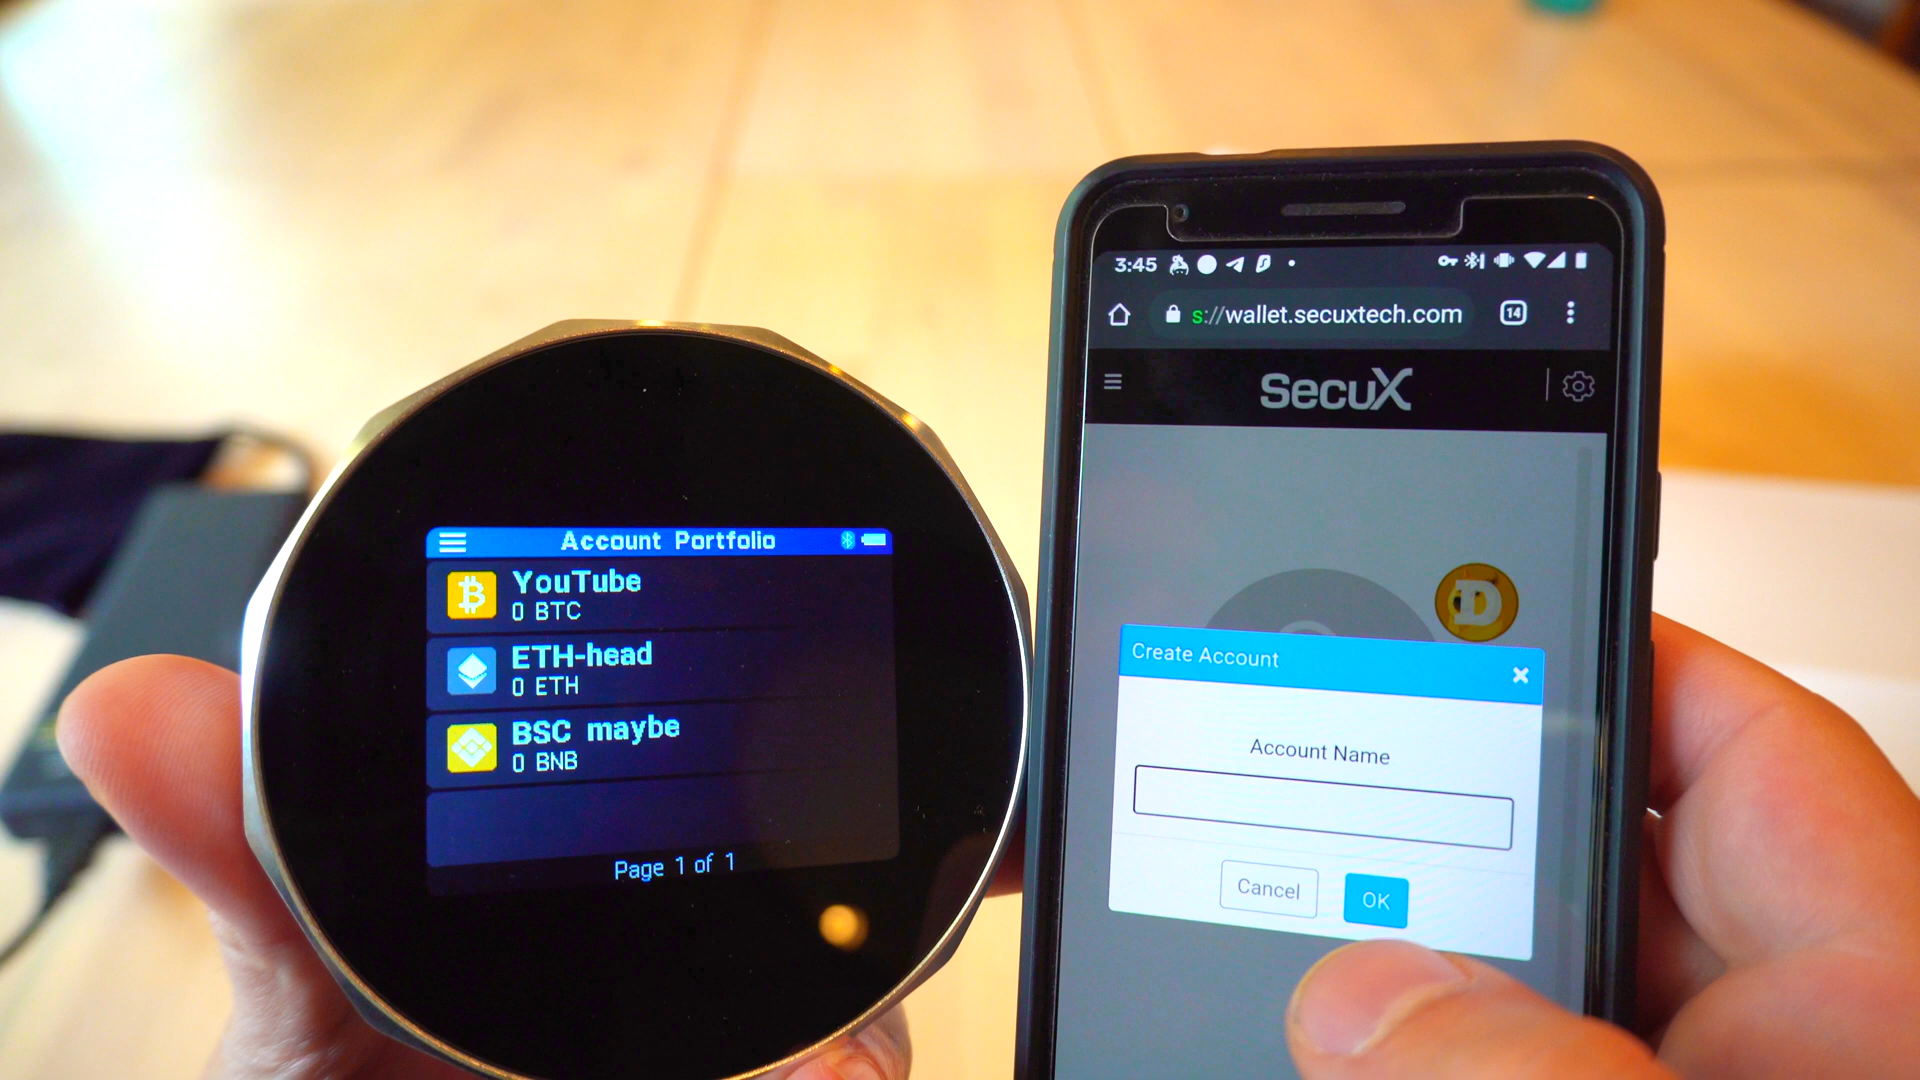 Account Portfolio
YouTube
0 BTC
ETH-head
0 ETH
BSC maybe
0 BNB
Page 1 of 1
3:45
s://wallet.secuxtech.com
14
SecuX
Create Account
Account Name
Cancel
OK